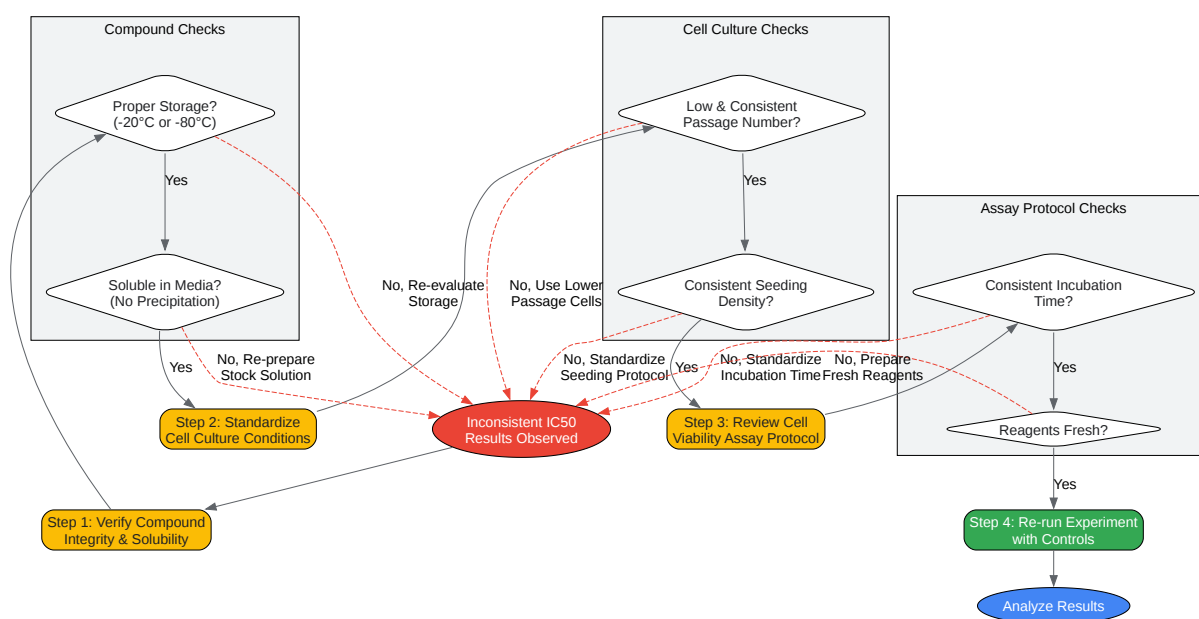 Compound Checks
Proper Storage?
(-20°C or -80°C)
Yes
Soluble in Media?
(No Precipitation)
Yes
No, Re-prepare
Stock Solution
No, Re-evaluate
Storage
Step 2: Standardize
Cell Culture Conditions
Step 1: Verify Compound
Integrity & Solubility
Inconsistent IC50
Results Observed
Cell Culture Checks
Low & Consistent
Passage Number?
Yes
No, Use Lower
Passage Cells
Consistent Seeding
Density?
No, Standardize
Seeding Protocol
Yes
Step 3: Review Cell
Viability Assay Protocol
Assay Protocol Checks
Consistent Incubation
Time?
No, Standardize
Incubation Time
Yes
No, Prepare
Fresh Reagents
Reagents Fresh?
Yes
Step 4: Re-run Experiment
with Controls
Analyze Results